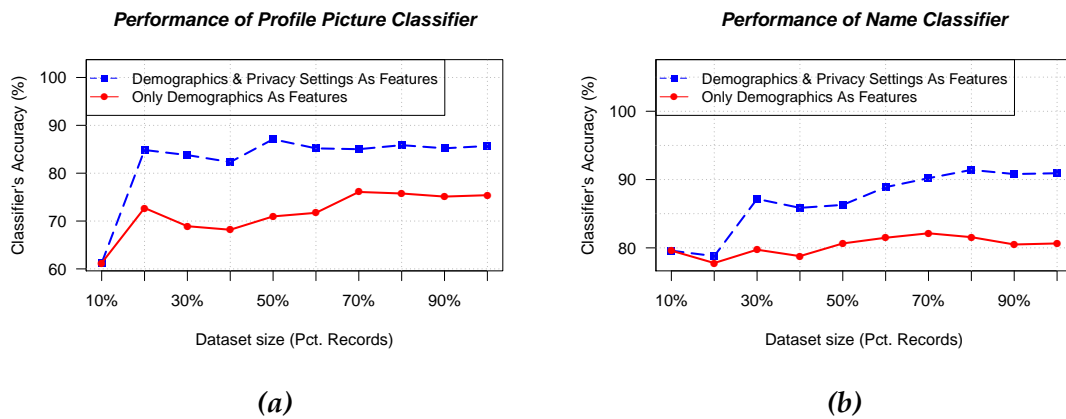 Performance of Profile Picture Classifier
Classifier's Accuracy (%)
100
90
80
70
60
Demographics & Privacy Settings As Features
Only Demographics As Features
10% 30% 50% 70% 90%
Dataset size (Pct. Records)
(a)
Performance of Name Classifier
Classifier's Accuracy (%)
100
90
80
Demographics & Privacy Settings As Features
Only Demographics As Features
10% 30% 50% 70% 90%
Dataset size (Pct. Records)
(b)